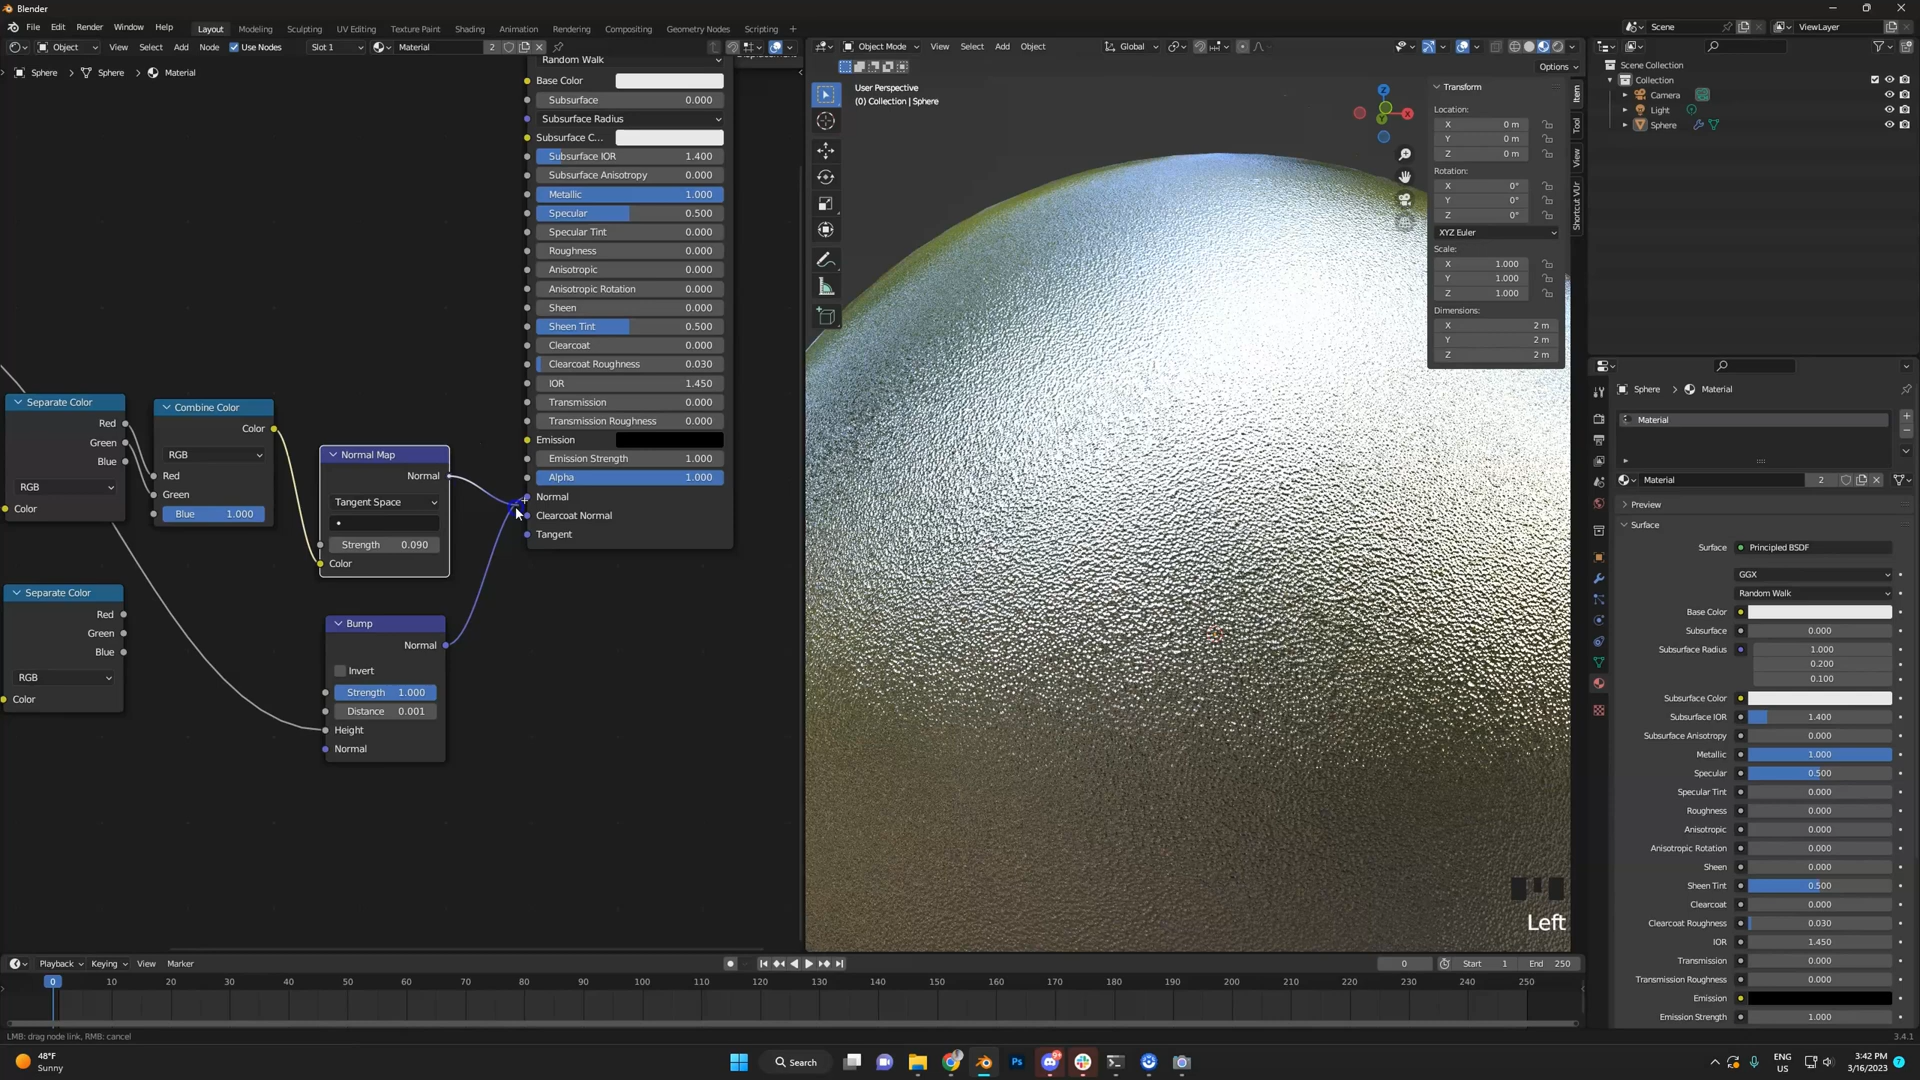 Blender
File Edit Render Window Help
Layout Modeling Sculpting UV Editing Texture Paint Shading Animation Rendering Compositing Geometry Nodes Scripting +
Scene
ViewLayer
Object View Select Add Node Use Nodes Slot 1 Material 2
Object Mode View Select Add Object Global
Sphere > Sphere > Material
Options
Random Walk
Base Color
Subsurface 0.000
Subsurface Radius
Subsurface C...
Subsurface IOR 1.400
Subsurface Anisotropy 0.000
Metallic 1.000
Specular 0.500
Specular Tint 0.000
Roughness 0.000
Anisotropic 0.000
Anisotropic Rotation 0.000
Sheen 0.000
Sheen Tint 0.500
Clearcoat 0.000
Clearcoat Roughness 0.030
IOR 1.450
Transmission 0.000
Transmission Roughness 0.000
Emission
Emission Strength 1.000
Alpha 1.000
Normal
Clearcoat Normal
Tangent
Separate Color
Red
Green
Blue
RGB
Color
Combine Color
Color
RGB
Red
Green
Blue 1.000
Normal Map
Normal
Tangent Space
Strength 0.090
Color
Separate Color
Red
Green
Blue
RGB
Color
Bump
Normal
Invert
Strength 1.000
Distance 0.001
Height
Normal
User Perspective
(0) Collection | Sphere
Z
X
Y
Transform
Location:
X 0 m
Y 0 m
Z 0 m
Rotation:
X 0°
Y 0°
Z 0°
XYZ Euler
Scale:
X 1.000
Y 1.000
Z 1.000
Dimensions:
X 2 m
Y 2 m
Z 2 m
Item
Tool
View
Shortcut VUr
Left
Scene Collection
Collection
Camera
Light
Sphere
Sphere > Material
Material
Material 2
Preview
Surface
Surface Principled BSDF
GGX
Random Walk
Base Color
Subsurface 0.000
Subsurface Radius 1.000
0.200
0.100
Subsurface Color
Subsurface IOR 1.400
Subsurface Anisotropy 0.000
Metallic 1.000
Specular 0.500
Specular Tint 0.000
Roughness 0.000
Anisotropic 0.000
Anisotropic Rotation 0.000
Sheen 0.000
Sheen Tint 0.500
Clearcoat 0.000
Clearcoat Roughness 0.030
IOR 1.450
Transmission 0.000
Transmission Roughness 0.000
Emission
Emission Strength 1.000
Playback Keying View Marker
0 Start 1 End 250
0 10 20 30 40 50 60 70 80 90 100 110 120 130 140 150 160 170 180 190 200 210 220 230 240 250
LMB: drag node link, RMB: cancel
3.4.1
48°F
Sunny
Search
Ps
ENG
US
3:42 PM
3/16/2023